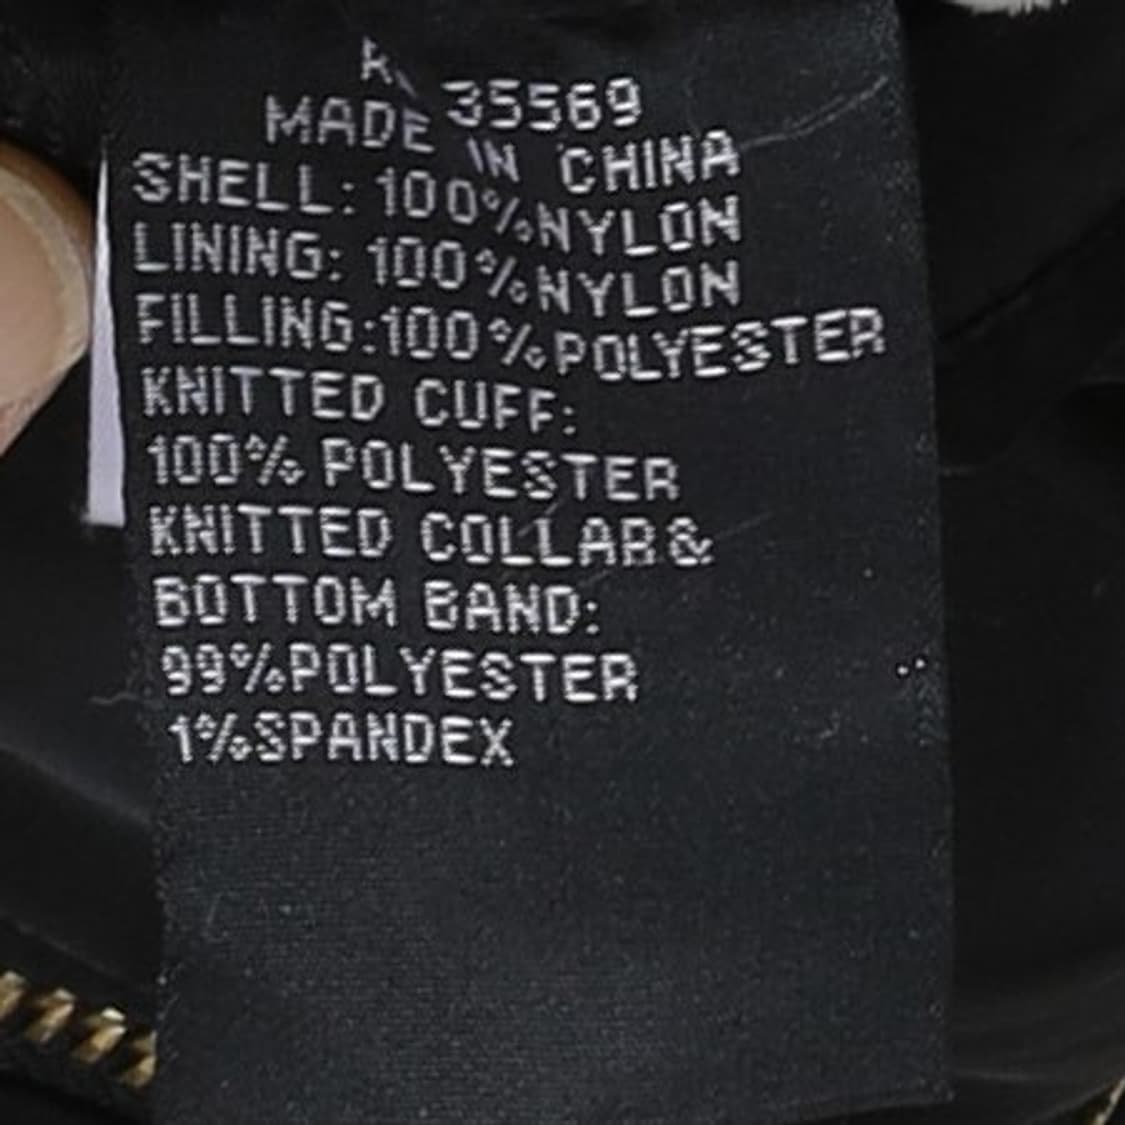 35569
MADE IN CHINA
SHELL: 100%NYLON
LINING: 100%NYLON
FILLING:100%POLYESTER
KNITTED CUFF:
100% POLYESTER
KNITTED COLLAR&
BOTTOM BAND:
99%POLYESTER
1%SPANDEX